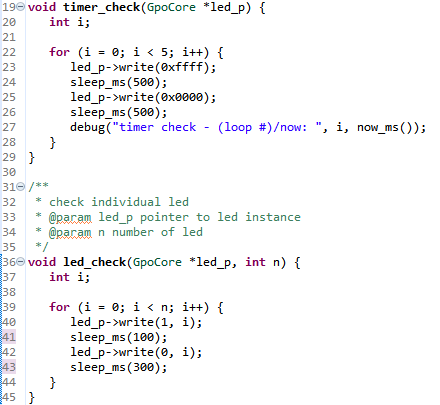 19 void timer_check(GpoCore *led_p) {
20    int i;
21
22    for (i = 0; i < 5; i++) {
23       led_p->write(0xffff);
24       sleep_ms(500);
25       led_p->write(0x0000);
26       sleep_ms(500);
27       debug("timer check - (loop #)/now: ", i, now_ms());
28    }
29 }
30
31 /**
32  * check individual led
33  * @param led_p pointer to led instance
34  * @param n number of led
35  */
36 void led_check(GpoCore *led_p, int n) {
37    int i;
38
39    for (i = 0; i < n; i++) {
40       led_p->write(1, i);
41       sleep_ms(100);
42       led_p->write(0, i);
43       sleep_ms(300);
44    }
45 }